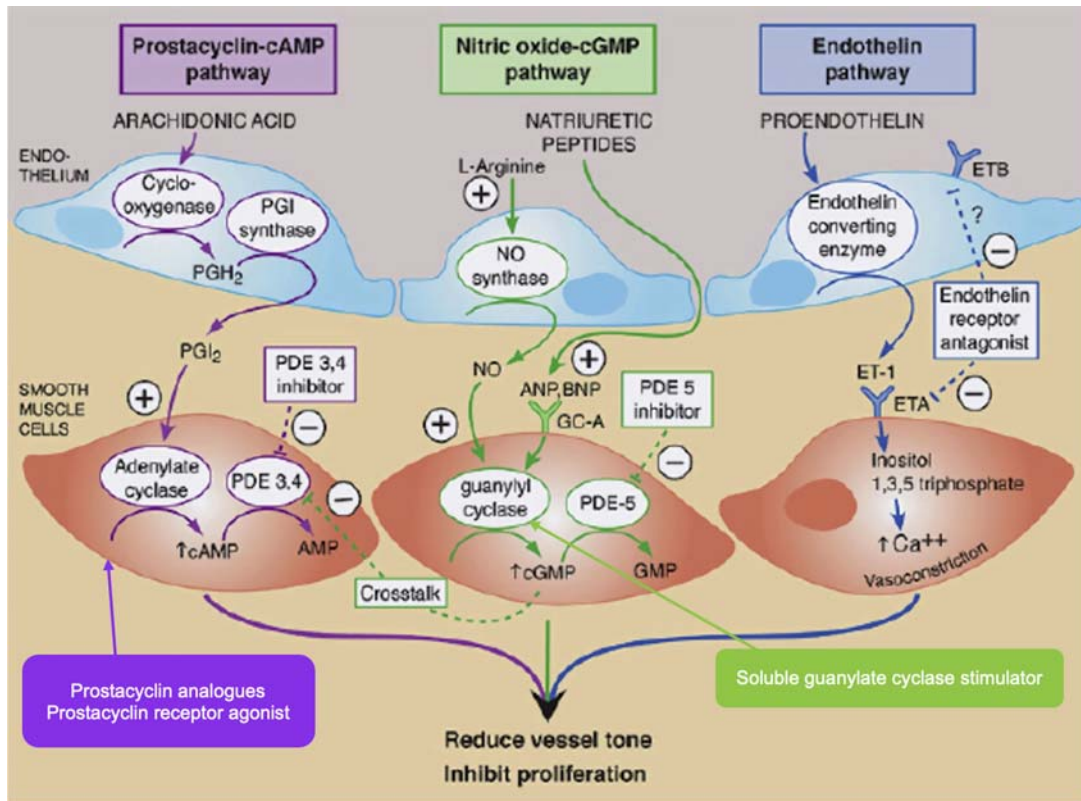 Prostacyclin-cAMP
pathway
Nitric oxide-cGMP
pathway
Endothelin
pathway
ARACHIDONIC ACID
NATRIURETIC
PEPTIDES
PROENDOTHELIN
ENDO-
THELIUM
Cyclo-
oxygenase
PGI
synthase
PGH2
L-Arginine
+
NO
synthase
Endothelin
converting
enzyme
ETB
?
−
Endothelin
receptor
antagonist
−
PGI2
PDE 3,4
inhibitor
−
NO
+
ANP,BNP
GC-A
PDE 5
inhibitor
−
ET-1
ETA
SMOOTH
MUSCLE
CELLS
+
Adenylate
cyclase
PDE 3,4
−
↑cAMP
AMP
+
guanylyl
cyclase
PDE-5
↑cGMP
GMP
Crosstalk
Inositol
1,3,5 triphosphate
↑Ca++
Vasoconstriction
Prostacyclin analogues
Prostacyclin receptor agonist
Soluble guanylate cyclase stimulator
Reduce vessel tone
Inhibit proliferation